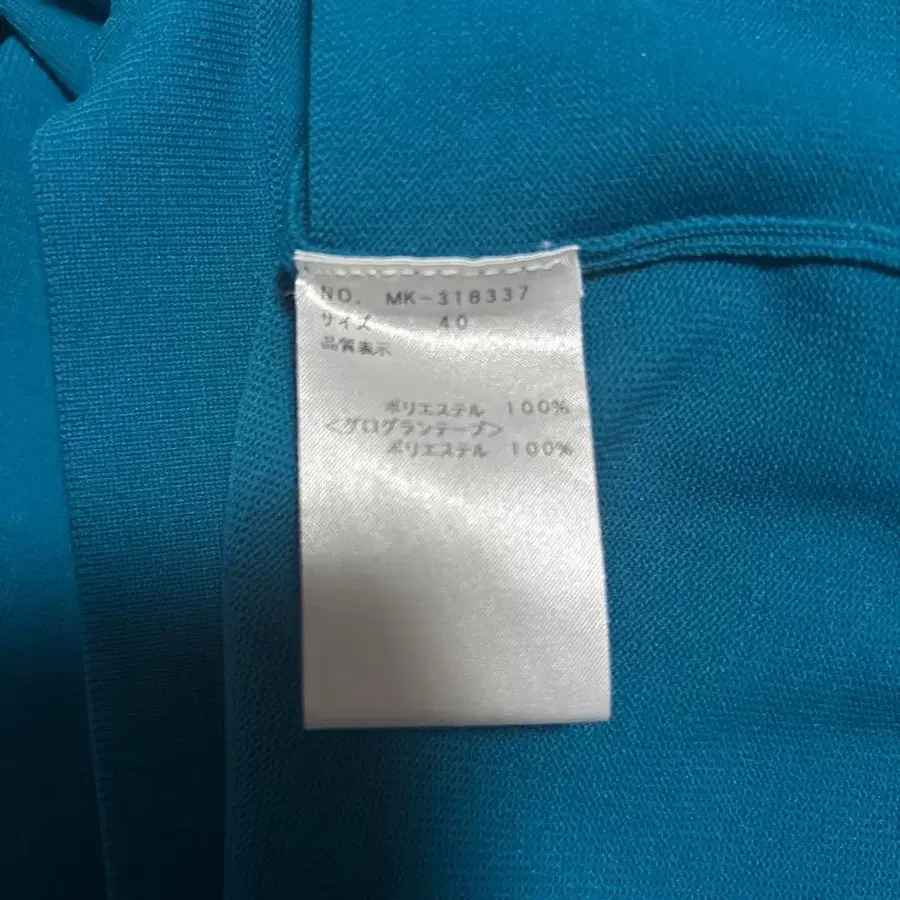 NO. MK-318337
サイズ 40
品質表示
ポリエステル 100%
<グログランテープ>
ポリエステル 100%